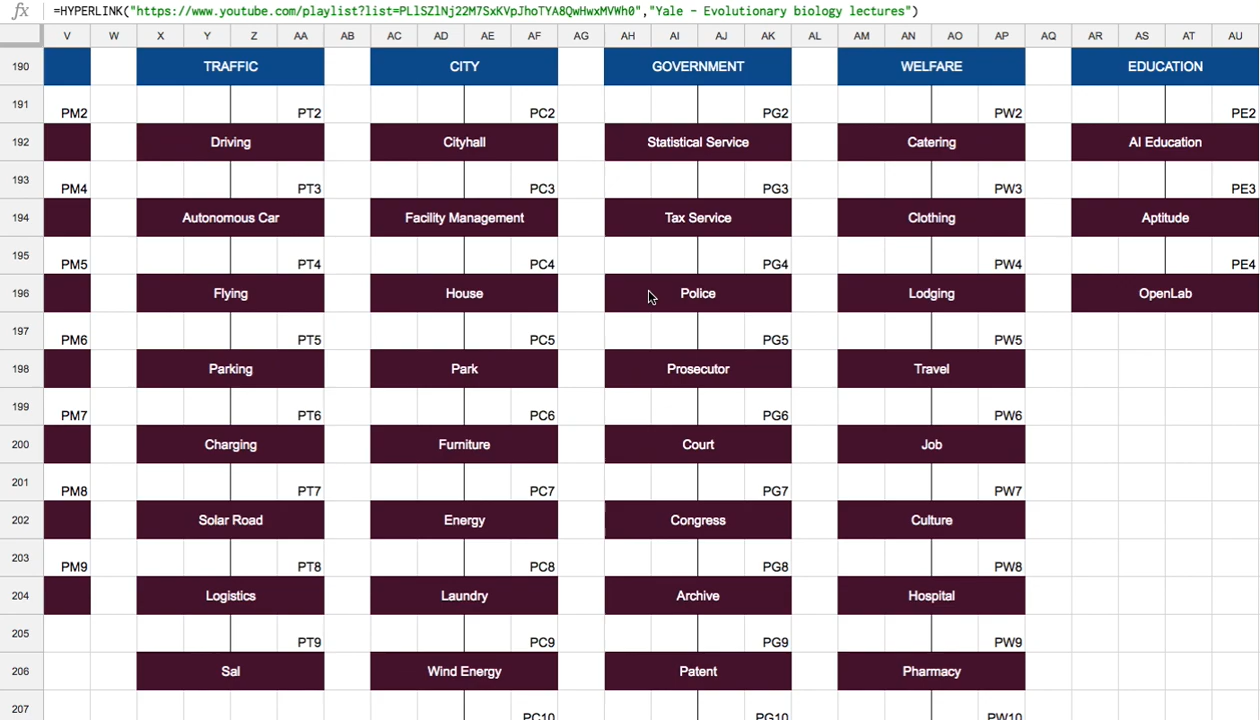 fx =HYPERLINK("https://www.youtube.com/playlist?list=PLlSZlNj22M7SxKVpJhoTYA8QwHwxMVWh0","Yale - Evolutionary biology lectures")
V W X Y Z AA AB AC AD AE AF AG AH AI AJ AK AL AM AN AO AP AQ AR AS AT AU
190 TRAFFIC CITY GOVERNMENT WELFARE EDUCATION
191 PM2 PT2 PC2 PG2 PW2 PE2
192 Driving Cityhall Statistical Service Catering AI Education
193 PM4 PT3 PC3 PG3 PW3 PE3
194 Autonomous Car Facility Management Tax Service Clothing Aptitude
195 PM5 PT4 PC4 PG4 PW4 PE4
196 Flying House Police Lodging OpenLab
197 PM6 PT5 PC5 PG5 PW5
198 Parking Park Prosecutor Travel
199 PM7 PT6 PC6 PG6 PW6
200 Charging Furniture Court Job
201 PM8 PT7 PC7 PG7 PW7
202 Solar Road Energy Congress Culture
203 PM9 PT8 PC8 PG8 PW8
204 Logistics Laundry Archive Hospital
205 PT9 PC9 PG9 PW9
206 Sal Wind Energy Patent Pharmacy
207 PC10 PG10 PW10